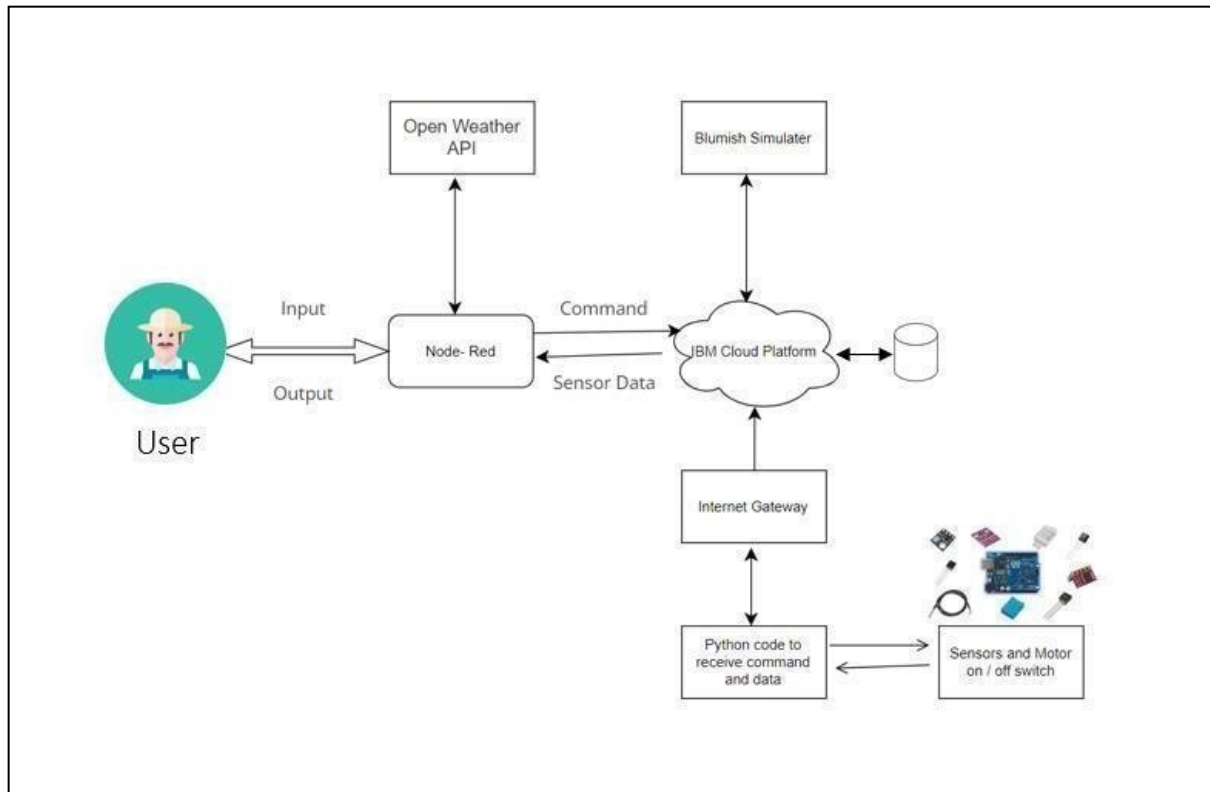 Open Weather
API
Blumish Simulater
Input
Command
Node- Red
IBM Cloud Platform
Output
Sensor Data
User
Internet Gateway
Python code to
receive command
and data
Sensors and Motor
on / off switch